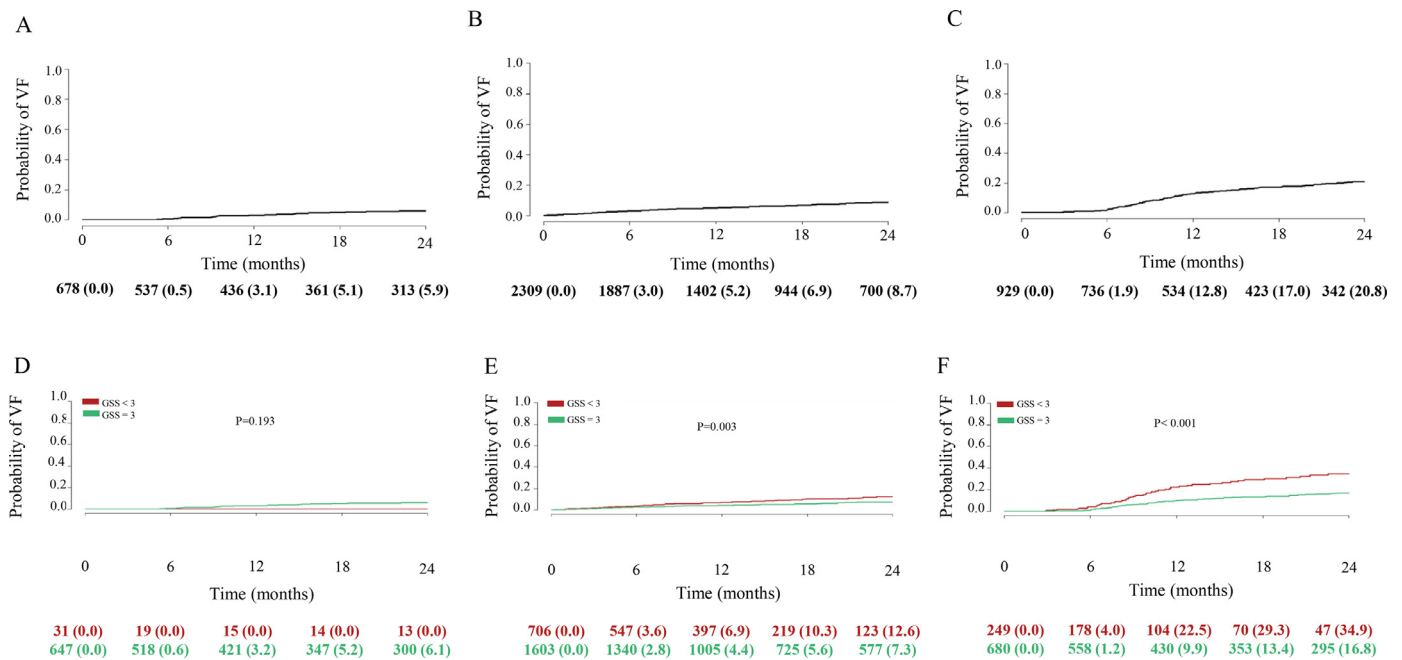 A
Probability of VF
1.0
0.8
0.6
0.4
0.2
0.0
0 6 12 18 24
Time (months)
678 (0.0) 537 (0.5) 436 (3.1) 361 (5.1) 313 (5.9)
B
Probability of VF
1.0
0.8
0.6
0.4
0.2
0.0
0 6 12 18 24
Time (months)
2309 (0.0) 1887 (3.0) 1402 (5.2) 944 (6.9) 700 (8.7)
C
Probability of VF
1.0
0.8
0.6
0.4
0.2
0.0
0 6 12 18 24
Time (months)
929 (0.0) 736 (1.9) 534 (12.8) 423 (17.0) 342 (20.8)
D
Probability of VF
1.0
0.8
0.6
0.4
0.2
0.0
GSS < 3
GSS = 3
P=0.193
0 6 12 18 24
Time (months)
31 (0.0) 19 (0.0) 15 (0.0) 14 (0.0) 13 (0.0)
647 (0.0) 518 (0.6) 421 (3.2) 347 (5.2) 300 (6.1)
E
Probability of VF
1.0
0.8
0.6
0.4
0.2
0.0
GSS < 3
GSS = 3
P=0.003
0 6 12 18 24
Time (months)
706 (0.0) 547 (3.6) 397 (6.9) 219 (10.3) 123 (12.6)
1603 (0.0) 1340 (2.8) 1005 (4.4) 725 (5.6) 577 (7.3)
F
Probability of VF
1.0
0.8
0.6
0.4
0.2
0.0
GSS < 3
GSS = 3
P< 0.001
0 6 12 18 24
Time (months)
249 (0.0) 178 (4.0) 104 (22.5) 70 (29.3) 47 (34.9)
680 (0.0) 558 (1.2) 430 (9.9) 353 (13.4) 295 (16.8)